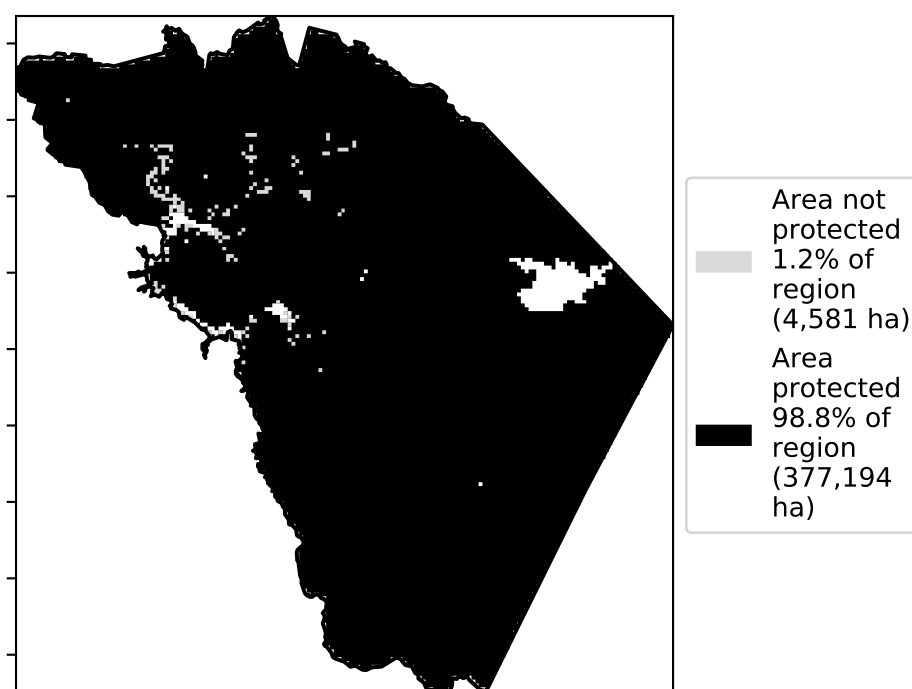 Area not
protected
1.2% of
region
(4,581 ha)
Area
protected
98.8% of
region
(377,194
ha)